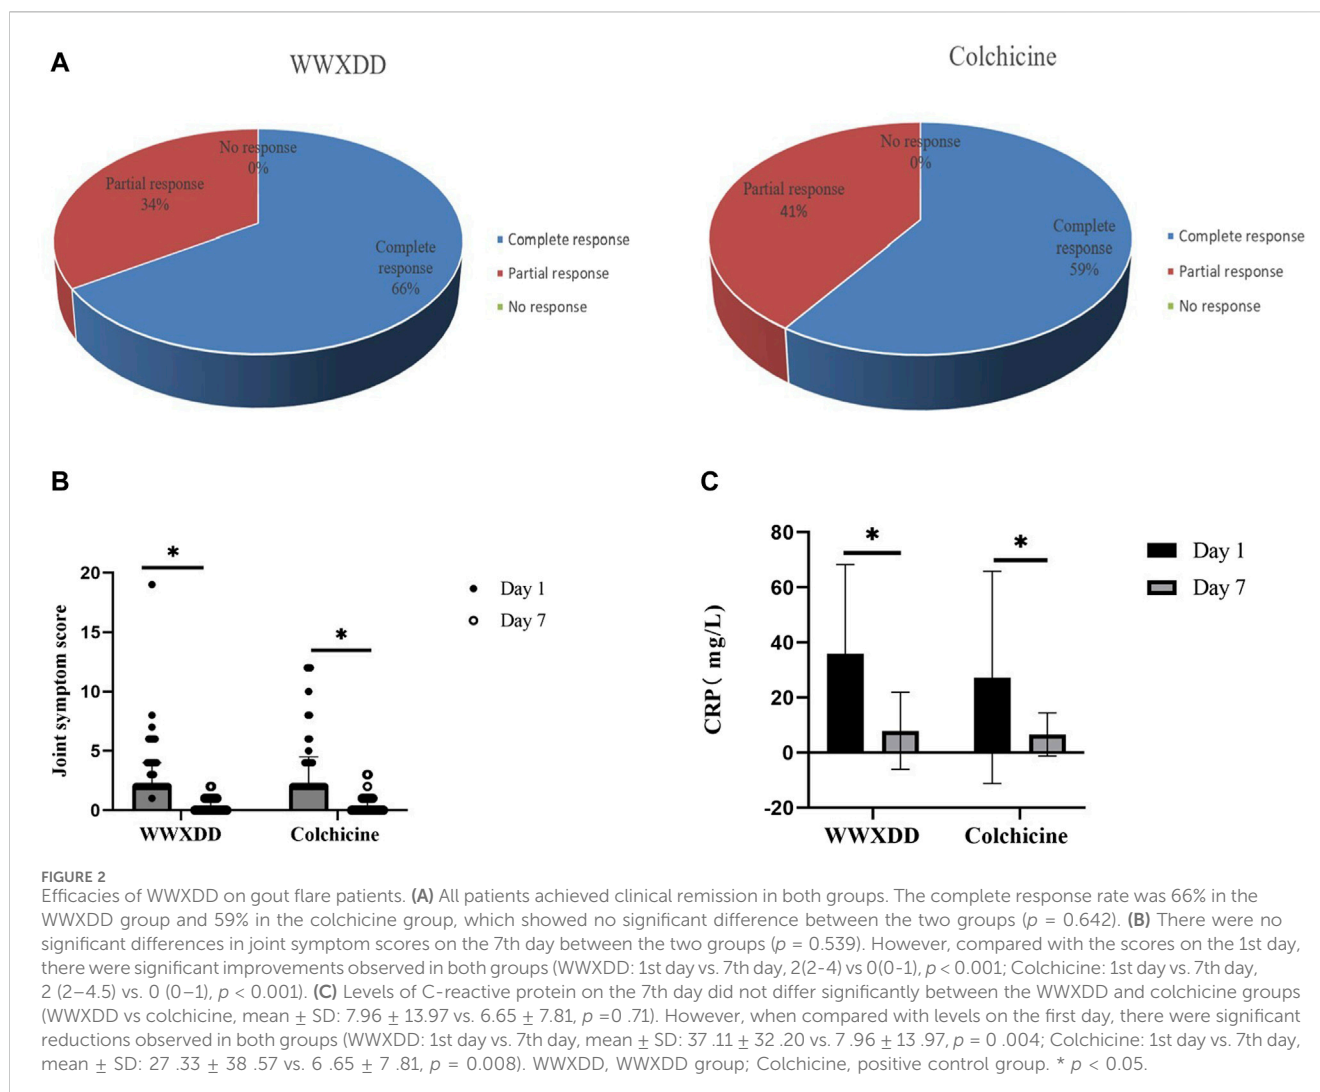 A
WWXDD
No response
0%
Partial response
34%
Complete
response
66%
Complete response
Partial response
No response
Colchicine
No response
0%
Partial response
41%
Complete
response
59%
Complete response
Partial response
No response
B
Joint symptom score
20
15
10
5
0
*
*
WWXDD
Colchicine
Day 1
Day 7
C
CRP( mg/L)
80
60
40
20
0
-20
*
*
WWXDD
Colchicine
Day 1
Day 7
FIGURE 2
Efficacies of WWXDD on gout flare patients. (A) All patients achieved clinical remission in both groups. The complete response rate was 66% in the
WWXDD group and 59% in the colchicine group, which showed no significant difference between the two groups (p = 0.642). (B) There were no
significant differences in joint symptom scores on the 7th day between the two groups (p = 0.539). However, compared with the scores on the 1st day,
there were significant improvements observed in both groups (WWXDD: 1st day vs. 7th day, 2(2-4) vs 0(0-1), p < 0.001; Colchicine: 1st day vs. 7th day,
2 (2–4.5) vs. 0 (0–1), p < 0.001). (C) Levels of C-reactive protein on the 7th day did not differ significantly between the WWXDD and colchicine groups
(WWXDD vs colchicine, mean ± SD: 7.96 ± 13.97 vs. 6.65 ± 7.81, p =0 .71). However, when compared with levels on the first day, there were significant
reductions observed in both groups (WWXDD: 1st day vs. 7th day, mean ± SD: 37 .11 ± 32 .20 vs. 7 .96 ± 13 .97, p = 0 .004; Colchicine: 1st day vs. 7th day,
mean ± SD: 27 .33 ± 38 .57 vs. 6 .65 ± 7 .81, p = 0.008). WWXDD, WWXDD group; Colchicine, positive control group. * p < 0.05.